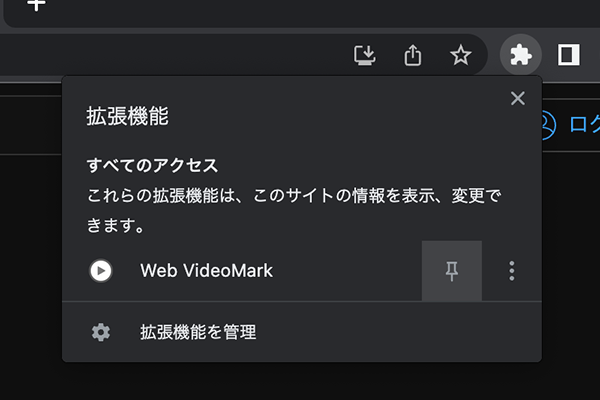 拡張機能
すべてのアクセス
これらの拡張機能は、このサイトの情報を表示、変更で
きます。
Web VideoMark
拡張機能を管理
ログ